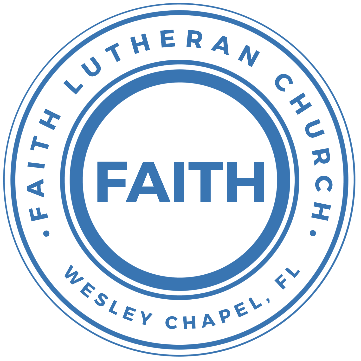 • FAITH LUTHERAN CHURCH •
FAITH
WESLEY CHAPEL, FL